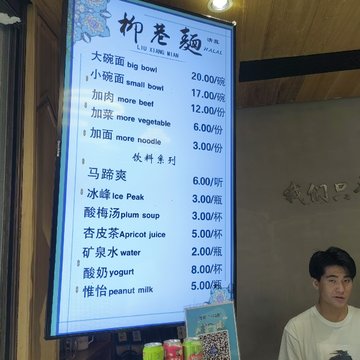 柳巷麵 清真
LIU XIANG MIAN HALAL
大碗面 big bowl 20.00/碗
小碗面 small bowl 17.00/碗
加肉 more beef 12.00/份
加菜 more vegetable 6.00/份
加面 more noodle 3.00/份
饮料系列
马蹄爽 6.00/听
冰峰 Ice Peak 3.00/瓶
酸梅汤 plum soup 3.00/杯
杏皮茶 Apricot juice 5.00/杯
矿泉水 water 2.00/瓶
酸奶 yogurt 8.00/杯
惟怡 peanut milk 5.00/瓶
我们只